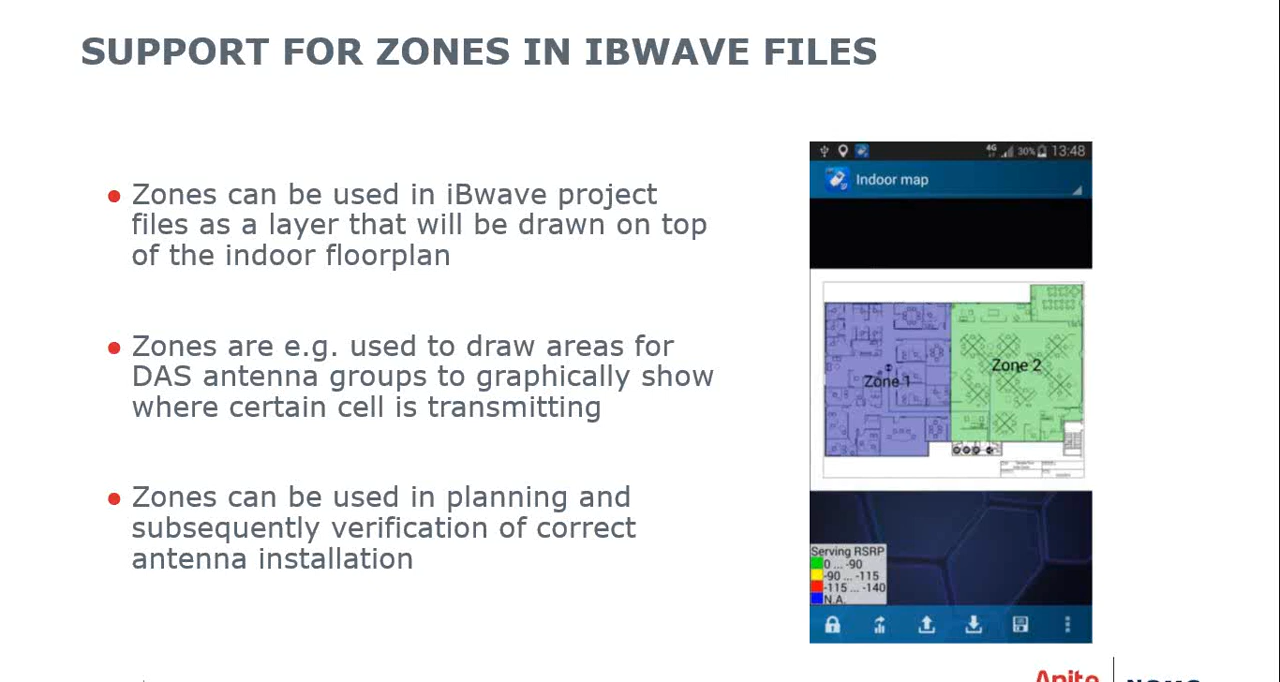 SUPPORT FOR ZONES IN IBWAVE FILES
Zones can be used in iBwave project
files as a layer that will be drawn on top
of the indoor floorplan
Zones are e.g. used to draw areas for
DAS antenna groups to graphically show
where certain cell is transmitting
Zones can be used in planning and
subsequently verification of correct
antenna installation
4G 30% 13:48
Indoor map
Zone 1
Zone 2
Serving RSRP
0 ... -90
-90 ... -115
-115 ... -140
N.A.